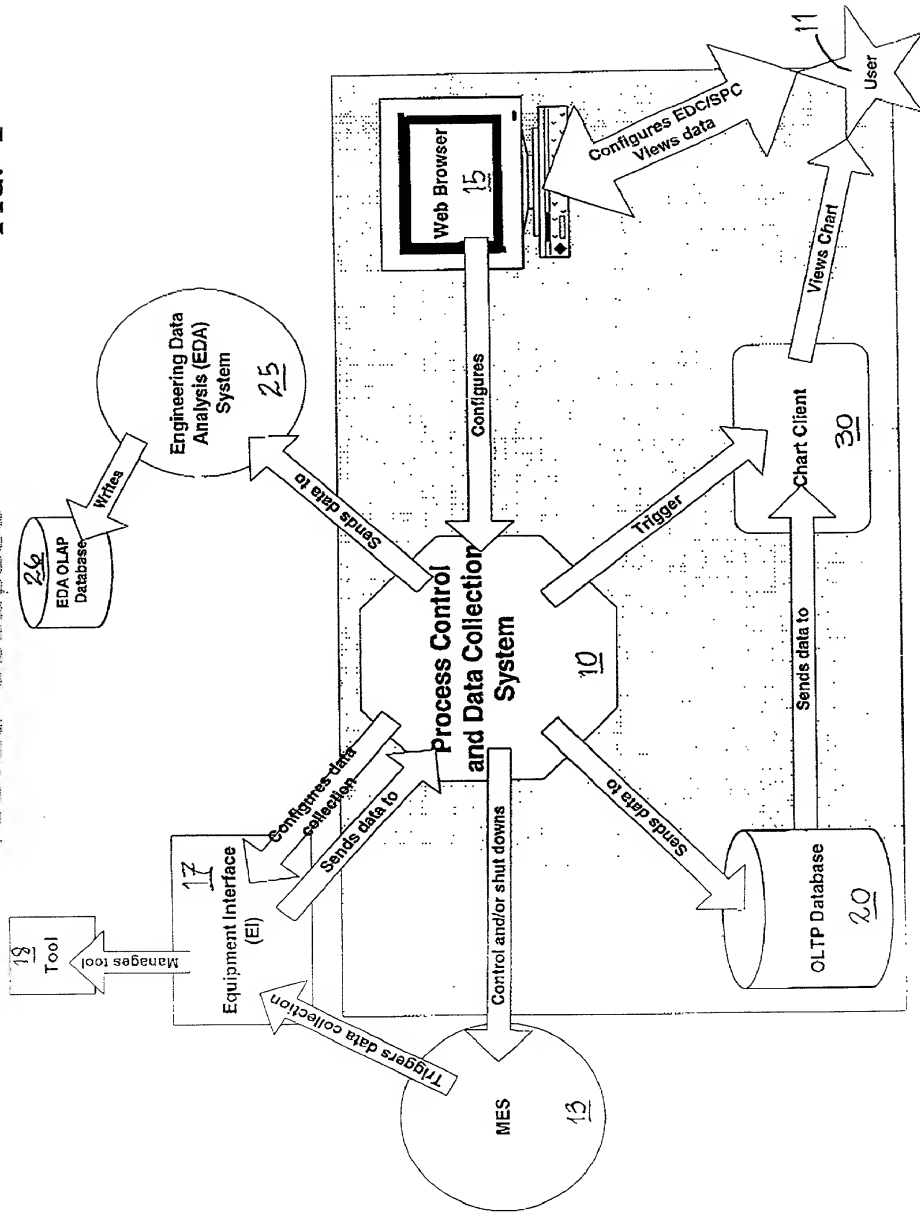 18
Tool
Manages tool
17
Equipment Interface
(EI)
Triggers data collection
Configures data
collection
Sends data to
26
EDA OLAP
Database
Writes
Engineering Data
Analysis (EDA)
System
25
Sends data to
Process Control
and Data Collection
System
10
Configures
Web Browser
15
Configures EDC/SPC
Views data
11
User
MES
13
Control and/or shut downs
Sends data to
OLTP Database
20
Sends data to
Trigger
Chart Client
30
Views Chart